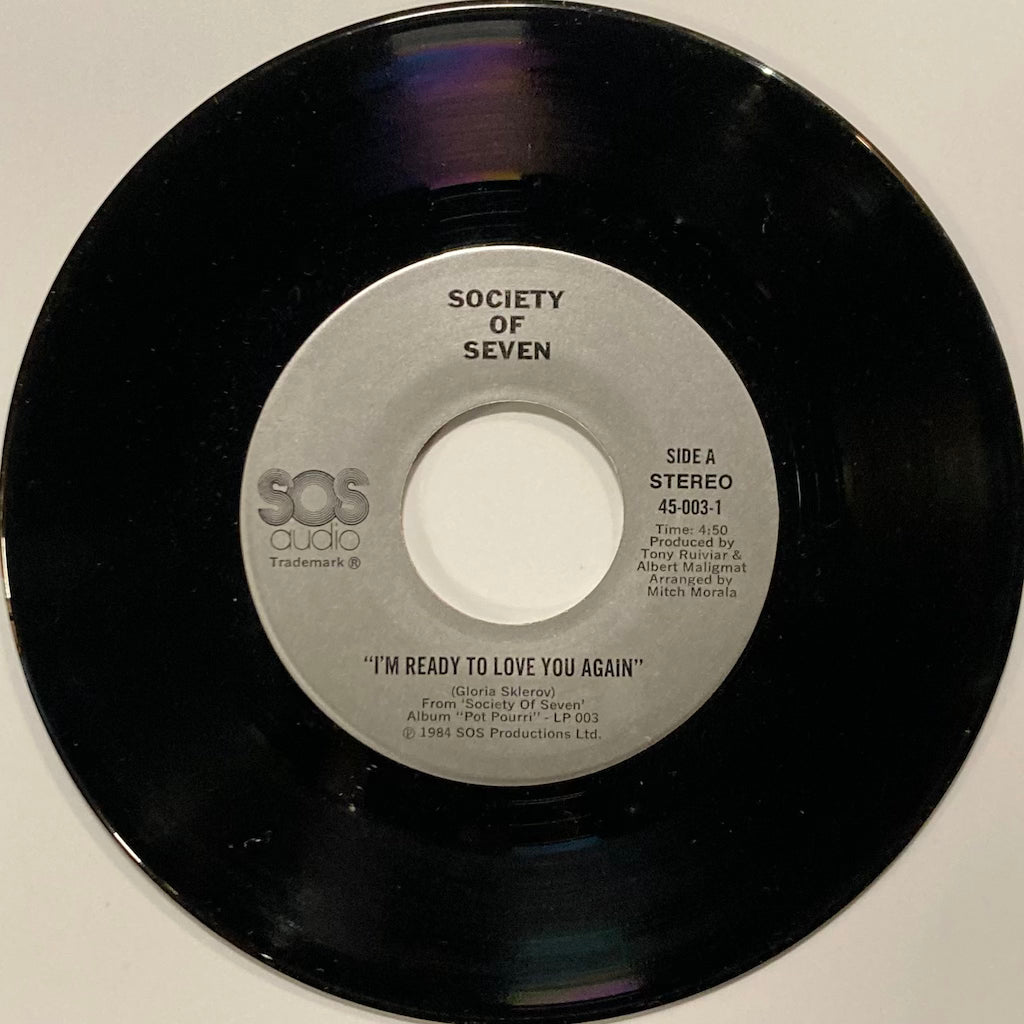 SOCIETY
OF
SEVEN
SOS
audio
Trademark ®
SIDE A
STEREO
45-003-1
Time: 4:50
Produced by
Tony Ruiviar &
Albert Maligmat
Arranged by
Mitch Morala
"I'M READY TO LOVE YOU AGAIN"
(Gloria Sklerov)
From 'Society Of Seven'
Album "Pot Pourri" - LP 003
℗ 1984 SOS Productions Ltd.